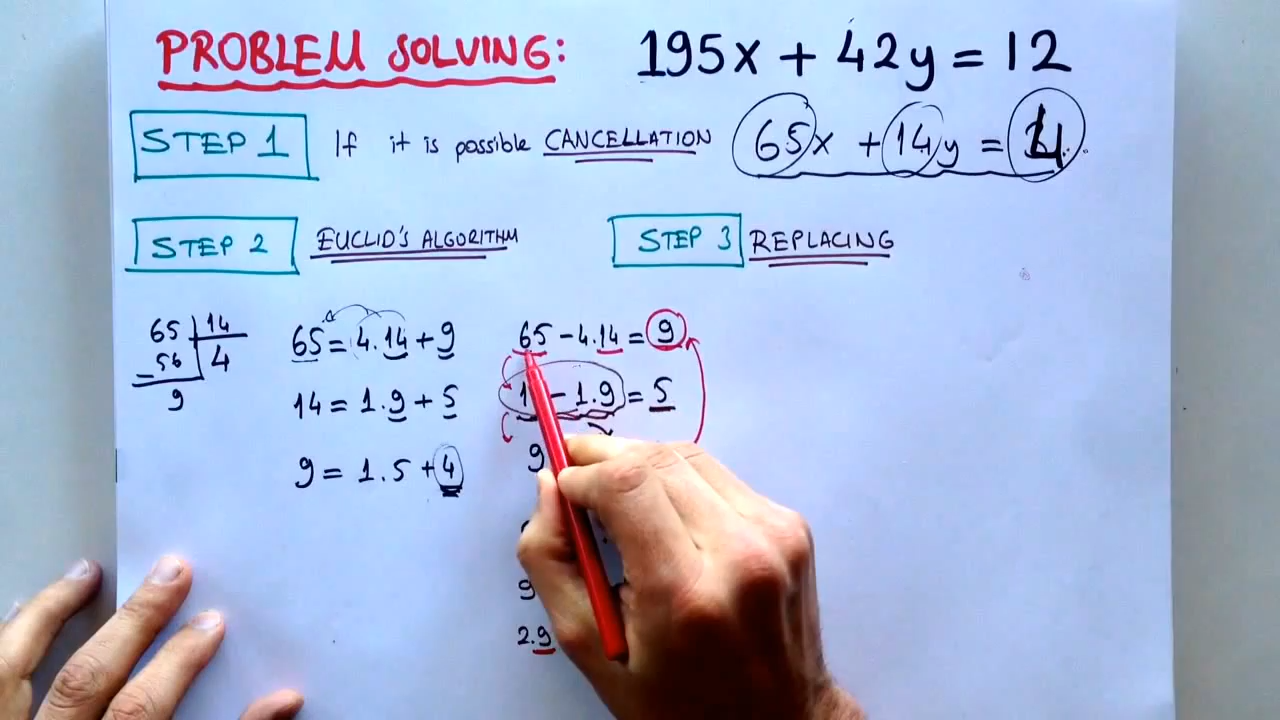 PROBLEM SOLVING:
195x + 42y = 12
STEP 1 If it is possible CANCELLATION
65x + 14y =
STEP 2 EUCLID'S ALGORITHM
STEP 3 REPLACING
65 14
- 56 4
9
65 = 4.14 + 9
14 = 1.9 + 5
9 = 1.5 + 4
65 - 4.14 = 9
- 1.9 = 5
9
9
2.9